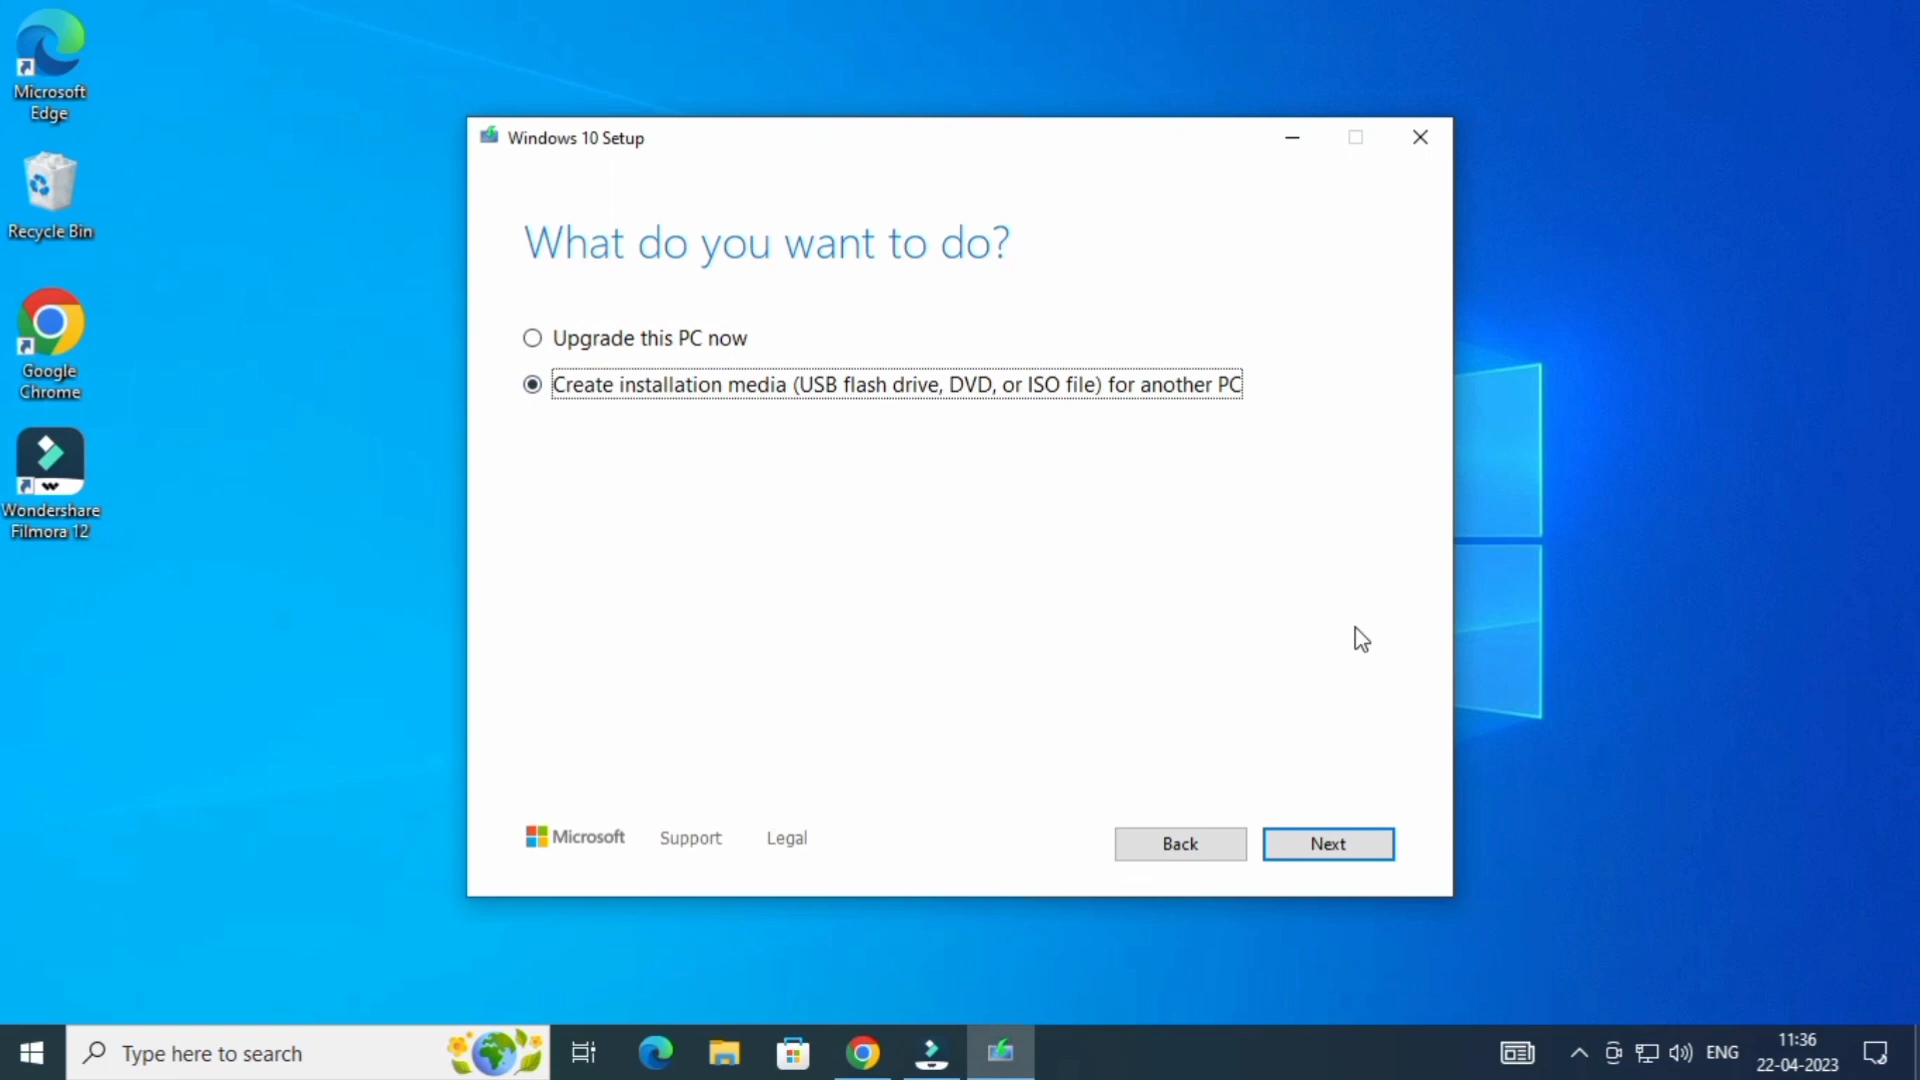 Microsoft
Edge
Recycle Bin
Google
Chrome
Wondershare
Filmora 12
Windows 10 Setup
What do you want to do?
Upgrade this PC now
Create installation media (USB flash drive, DVD, or ISO file) for another PC
Microsoft
Support
Legal
Back
Next
Type here to search
ENG
11:36
22-04-2023